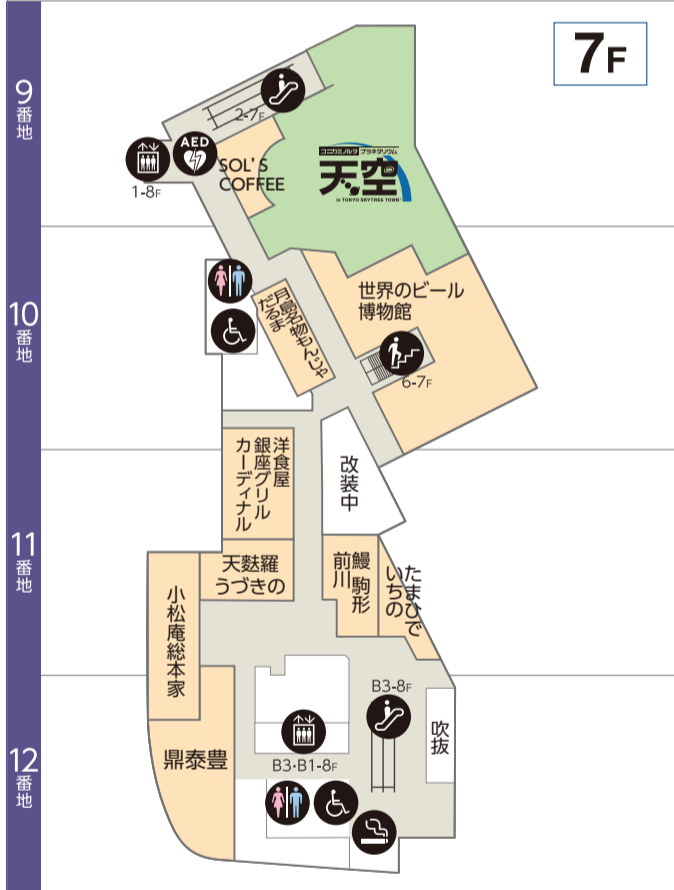 7F
9
番地
2-7F
AED
1-8F
SOL'S
COFFEE
コニカミノルタ プラネタリウム
天空
in TOKYO SKYTREE TOWN
10
番地
月島名物もんじゃ
だるま
世界のビール
博物館
6-7F
11
番地
洋食屋
銀座グリル
カーディナル
改装中
天麩羅
うづきの
鰻 駒形
前川
たまひで
いちの
小松庵総本家
12
番地
鼎泰豊
B3・B1-8F
B3-8F
吹抜